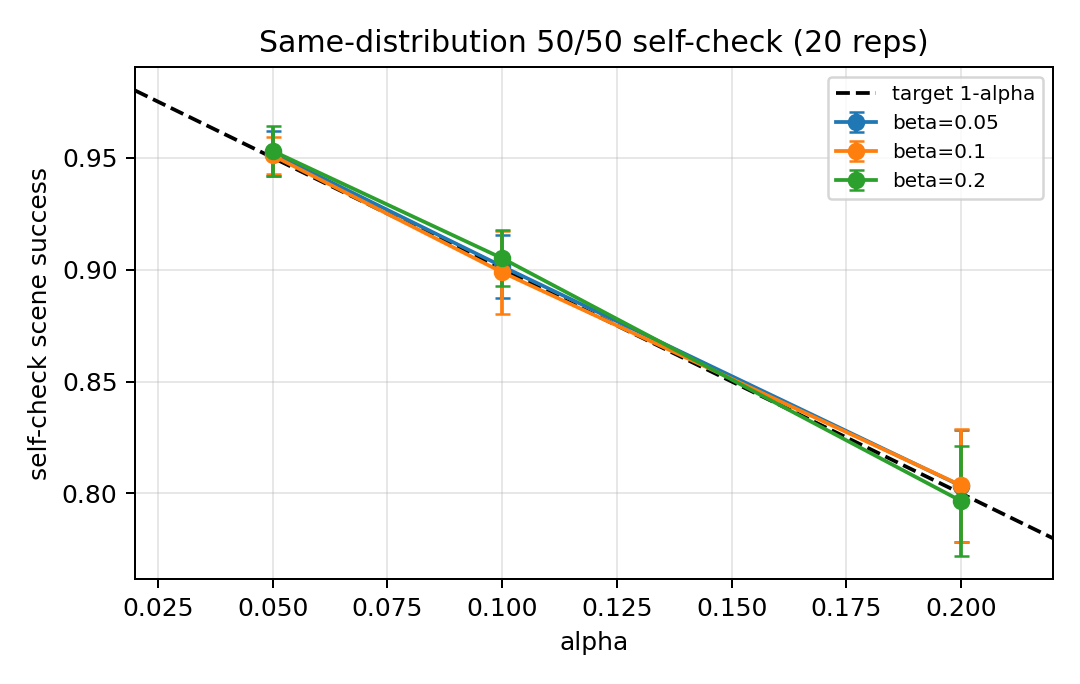 Same-distribution 50/50 self-check (20 reps)
target 1-alpha
beta=0.05
beta=0.1
beta=0.2
self-check scene success
0.95
0.90
0.85
0.80
0.025
0.050
0.075
0.100
0.125
0.150
0.175
0.200
alpha